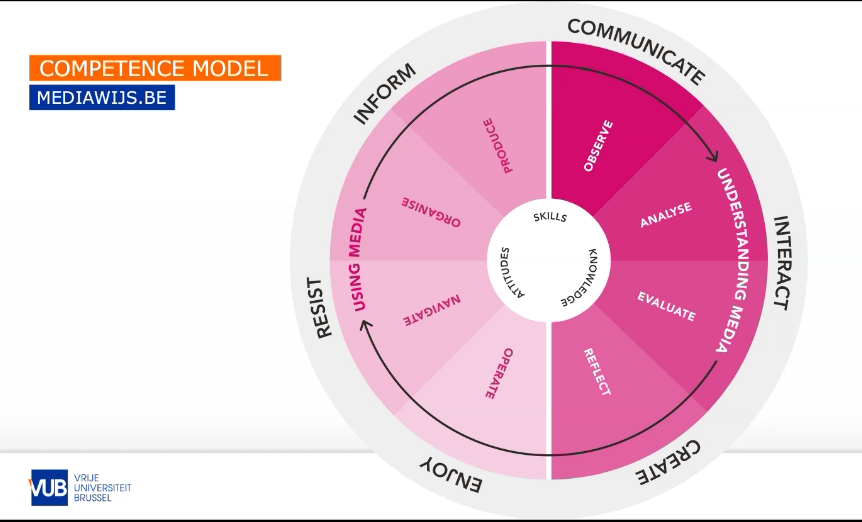 COMPETENCE MODEL
MEDIAWIJS.BE
COMMUNICATE
INFORM
INTERACT
RESIST
CREATE
ENJOY
USING MEDIA
UNDERSTANDING MEDIA
PRODUCE
OBSERVE
ORGANISE
ANALYSE
NAVIGATE
EVALUATE
OPERATE
REFLECT
SKILLS
ATTITUDES
KNOWLEDGE
VUB
VRIJE
UNIVERSITEIT
BRUSSEL